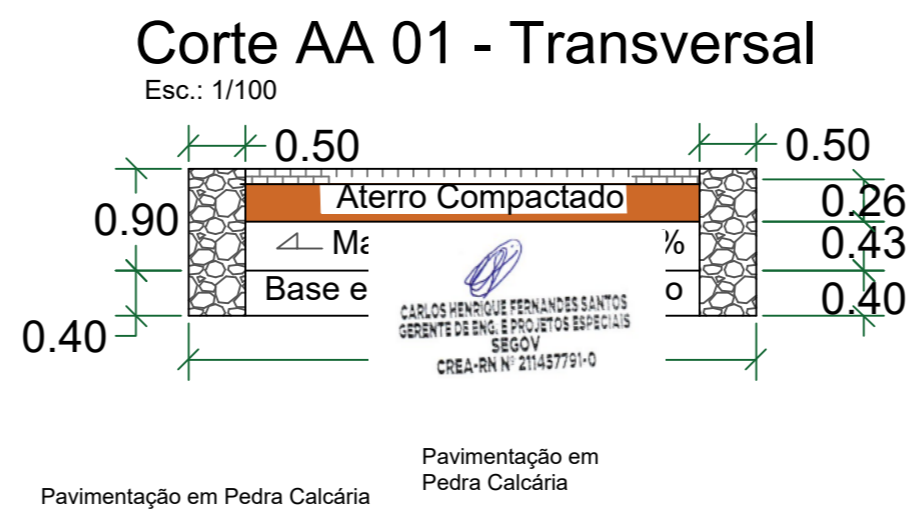 Corte AA 01 - Transversal
Esc.: 1/100
0.50
0.50
Aterro Compactado
0.90
0.26
0.43
%
Base e
0.40
0.40
CARLOS HENRIQUE FERNANDES SANTOS
GERENTE DE ENG. E PROJETOS ESPECIAIS
SEGOV
CREA-RN Nº 211457791-0
Pavimentação em
Pedra Calcária
Pavimentação em Pedra Calcária